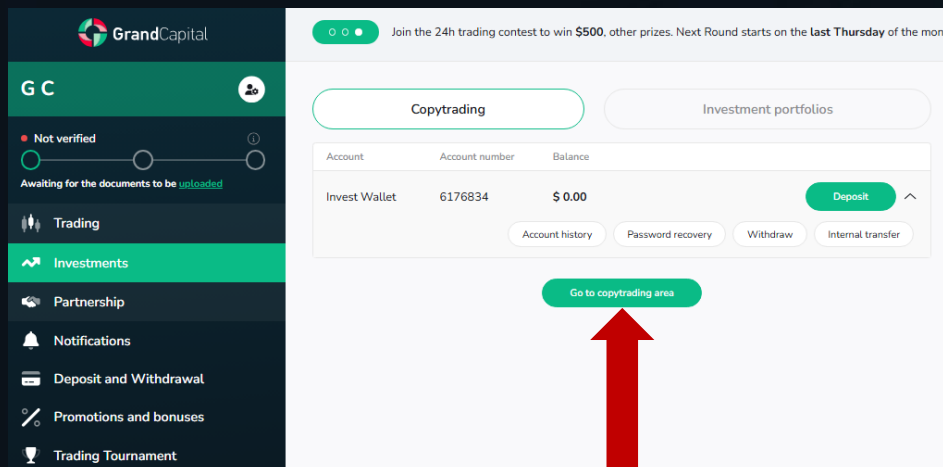 GrandCapital
Join the 24h trading contest to win $500, other prizes. Next Round starts on the last Thursday of the mon
G C
Copytrading
Investment portfolios
Not verified
Account Account number Balance
Awaiting for the documents to be uploaded
Invest Wallet 6176834 $ 0.00 Deposit
Trading
Account history Password recovery Withdraw Internal transfer
Investments
Go to copytrading area
Partnership
Notifications
Deposit and Withdrawal
Promotions and bonuses
Trading Tournament